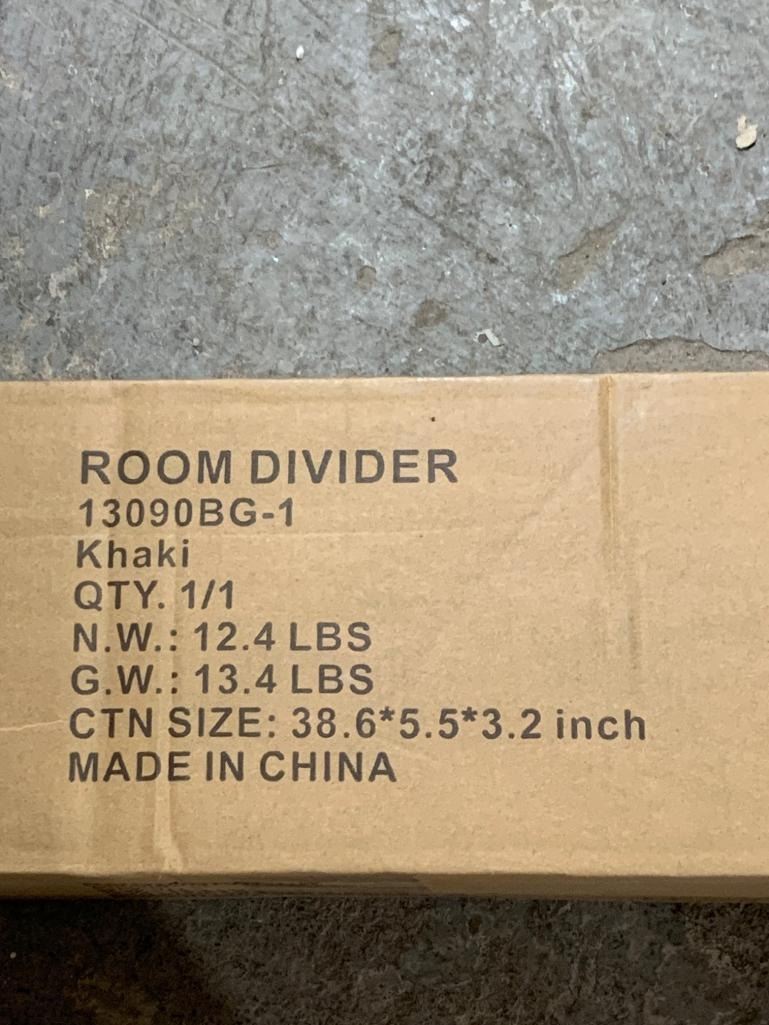 ROOM DIVIDER
13090BG-1
Khaki
QTY. 1/1
N.W.: 12.4 LBS
G.W.: 13.4 LBS
CTN SIZE: 38.6*5.5*3.2 inch
MADE IN CHINA